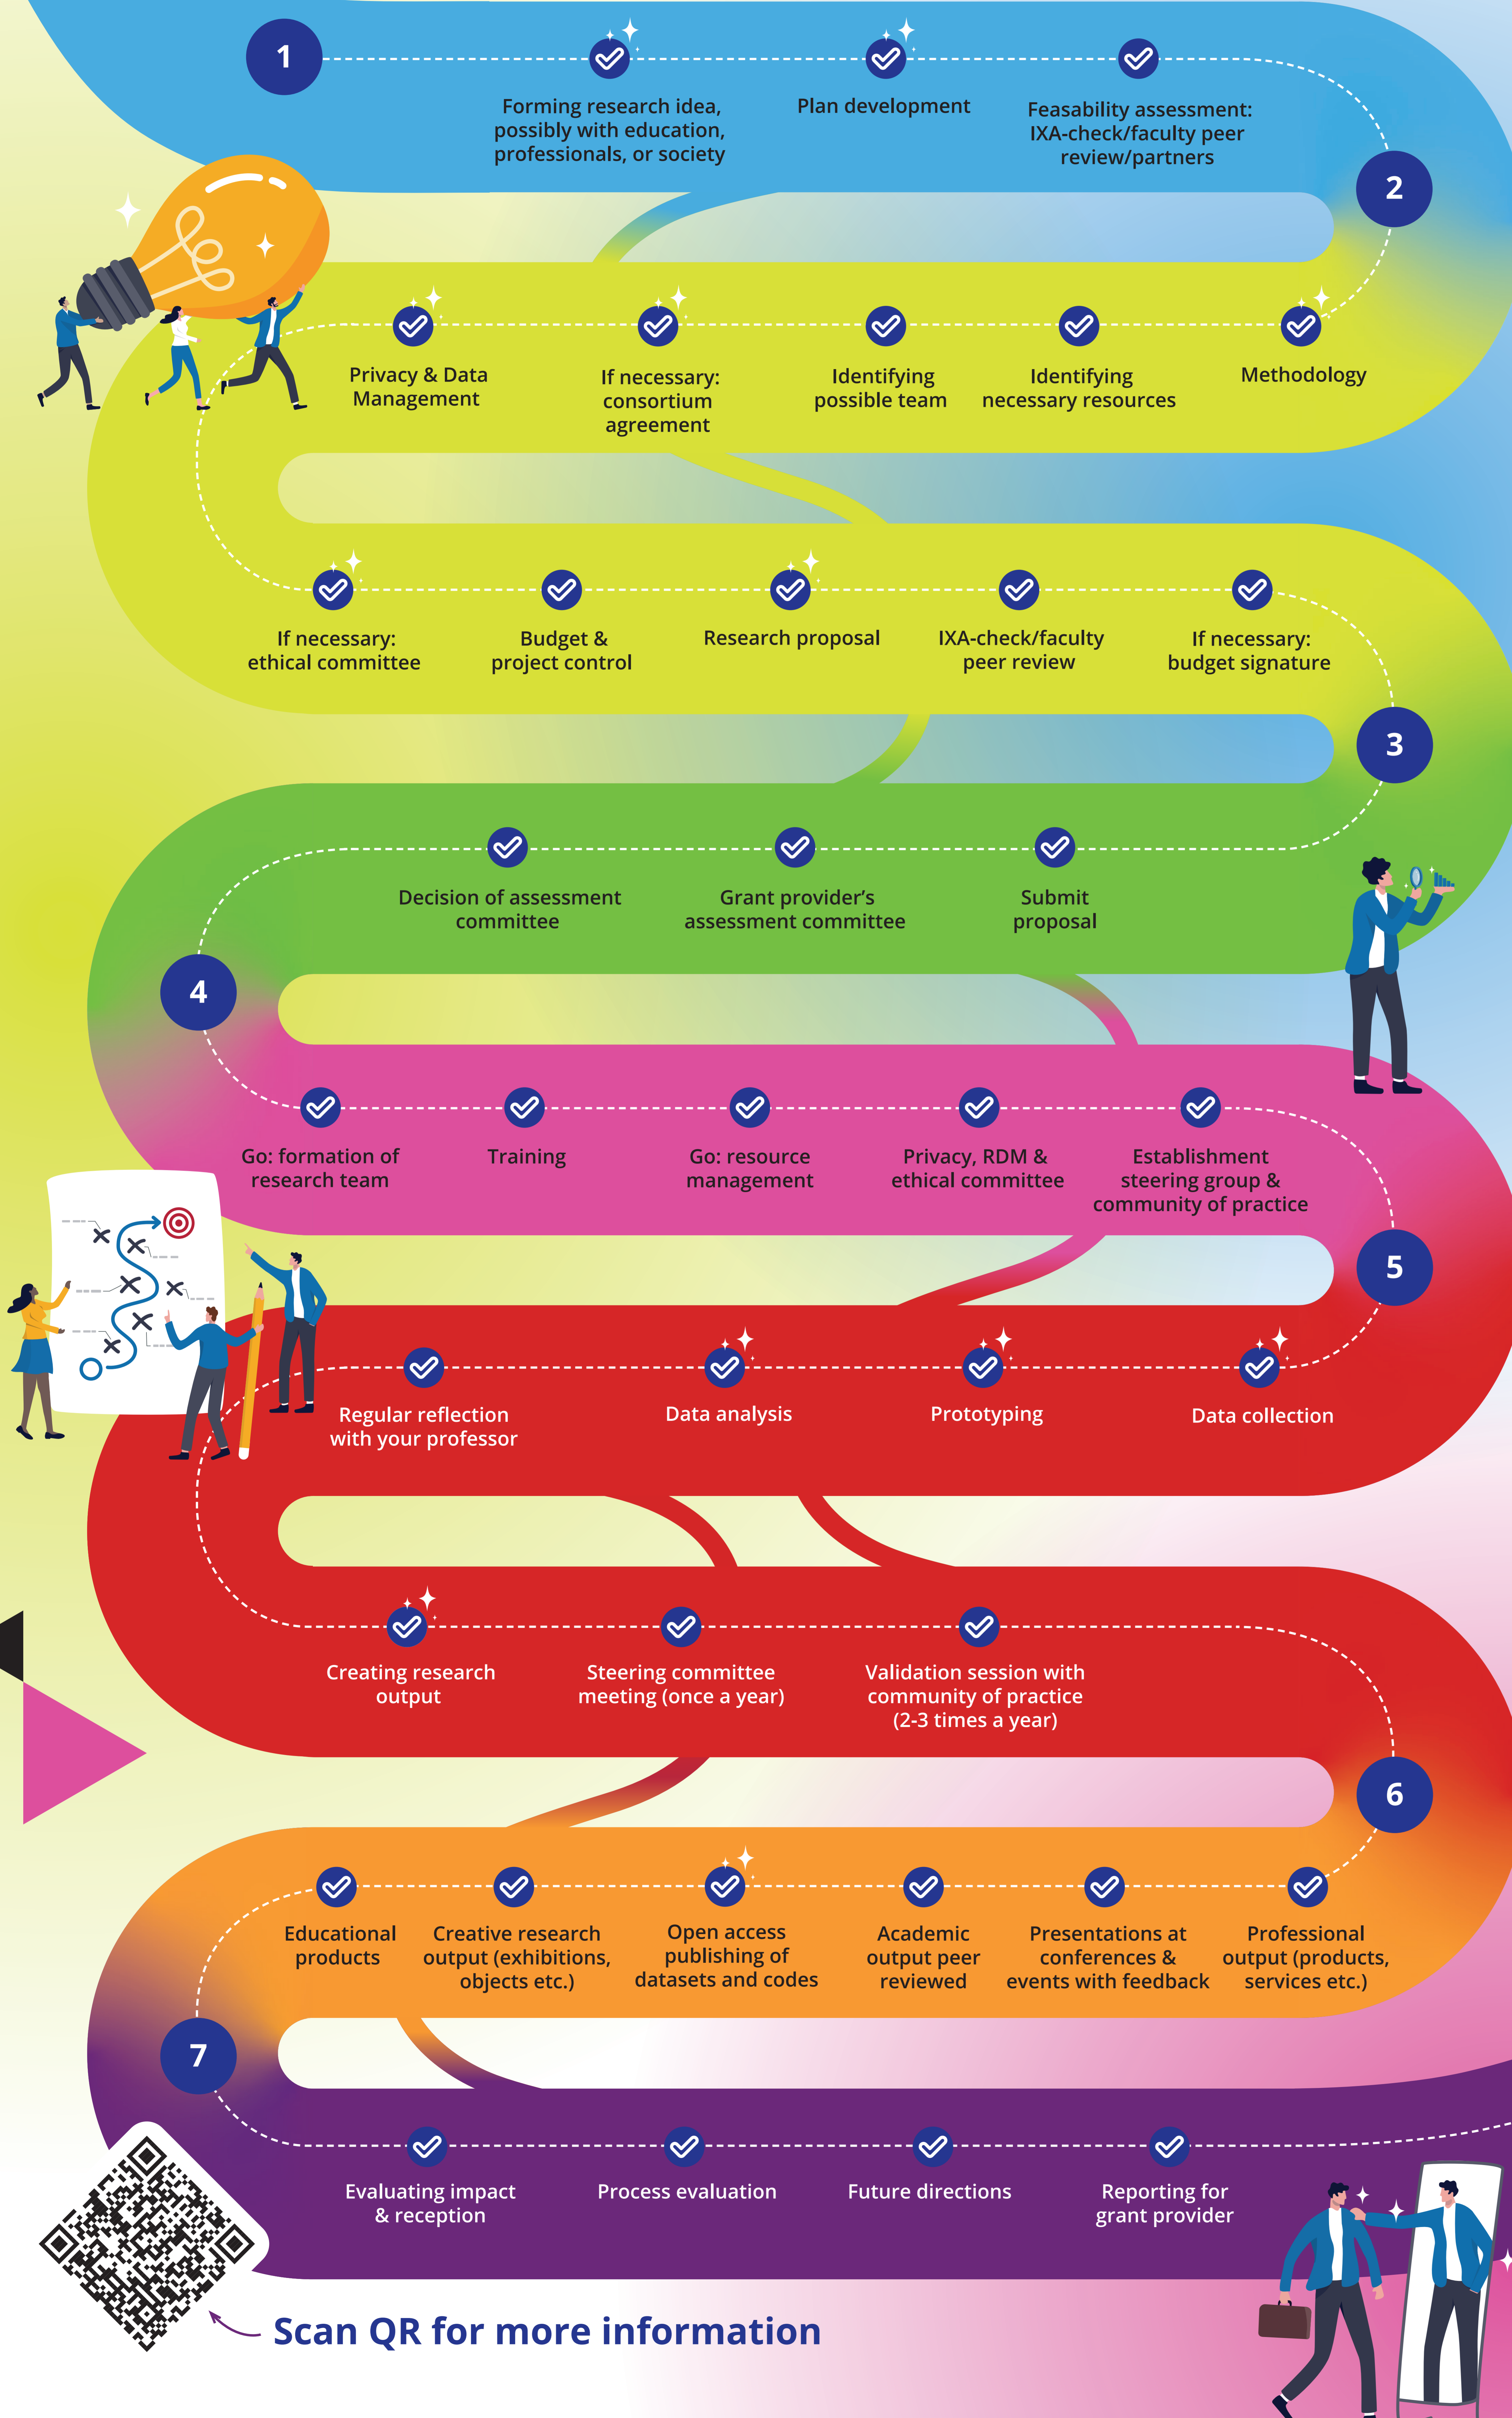 1
Forming research idea,
possibly with education,
professionals, or society
Plan development
Feasability assessment:
IXA-check/faculty peer
review/partners
2
Methodology
Identifying
necessary resources
Identifying
possible team
If necessary:
consortium
agreement
Privacy & Data
Management
If necessary:
ethical committee
Budget &
project control
Research proposal
IXA-check/faculty
peer review
If necessary:
budget signature
3
Submit
proposal
Grant provider’s
assessment committee
Decision of assessment
committee
4
Go: formation of
research team
Training
Go: resource
management
Privacy, RDM &
ethical committee
Establishment
steering group &
community of practice
5
Data collection
Prototyping
Data analysis
Regular reflection
with your professor
Creating research
output
Steering committee
meeting (once a year)
Validation session with
community of practice
(2-3 times a year)
6
Professional
output (products,
services etc.)
Presentations at
conferences &
events with feedback
Academic
output peer
reviewed
Open access
publishing of
datasets and codes
Creative research
output (exhibitions,
objects etc.)
Educational
products
7
Evaluating impact
& reception
Process evaluation
Future directions
Reporting for
grant provider
Scan QR for more information